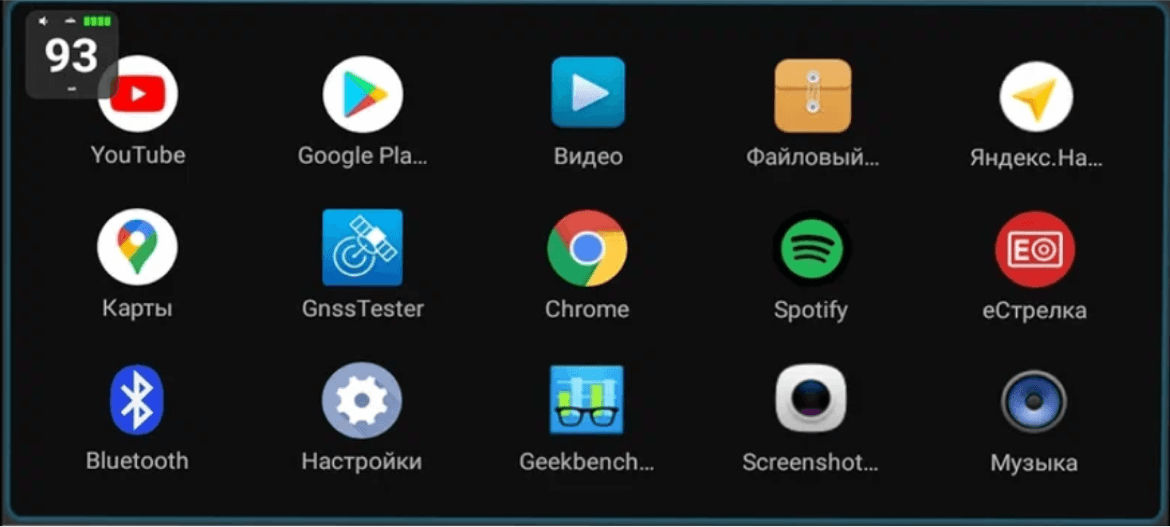 93
YouTube
Google Pla...
Видео
Файловый...
Яндекс.На...
Карты
GnssTester
Chrome
Spotify
E
еСтрелка
Bluetooth
Настройки
Geekbench...
Screenshot...
Музыка